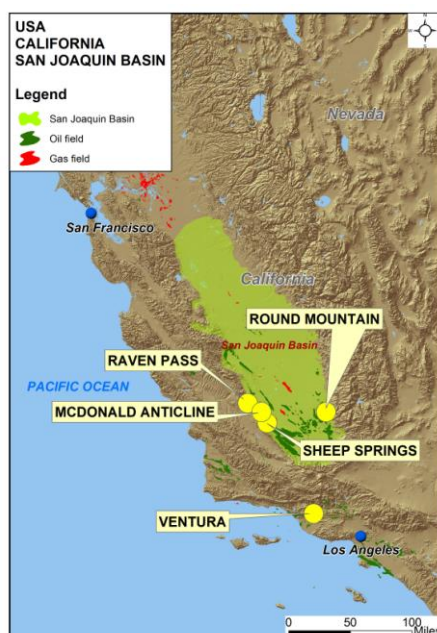 USA
CALIFORNIA
SAN JOAQUIN BASIN
Legend
San Joaquin Basin
Oil field
Gas field
Nevada
San Francisco
California
ROUND MOUNTAIN
San Joaquin Basin
RAVEN PASS
PACIFIC OCEAN
MCDONALD ANTICLINE
SHEEP SPRINGS
VENTURA
Los Angeles
0 50 100
Miles